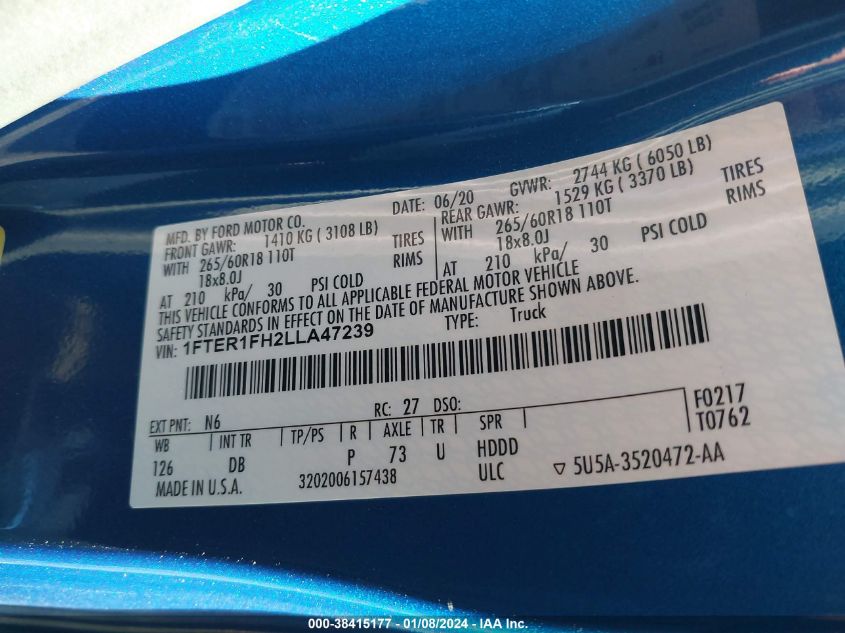 MFD. BY FORD MOTOR CO.
DATE: 06/20 GVWR: 2744 KG ( 6050 LB)
FRONT GAWR: 1410 KG ( 3108 LB)
REAR GAWR: 1529 KG ( 3370 LB)
WITH 265/60R18 110T TIRES
WITH 265/60R18 110T TIRES
18x8.0J RIMS
18x8.0J RIMS
AT 210 kPa/ 30 PSI COLD
AT 210 kPa/ 30 PSI COLD
THIS VEHICLE CONFORMS TO ALL APPLICABLE FEDERAL MOTOR VEHICLE
SAFETY STANDARDS IN EFFECT ON THE DATE OF MANUFACTURE SHOWN ABOVE.
VIN: 1FTER1FH2LLA47239 TYPE: Truck
EXT PNT: N6 RC: 27 DSO:
F0217
T0762
WB INT TR TP/PS R AXLE TR SPR
126 DB P 73 U HDDD
MADE IN U.S.A. 3202006157438 ULC ▽ 5U5A-3520472-AA
000-38415177 - 01/08/2024 - IAA Inc.